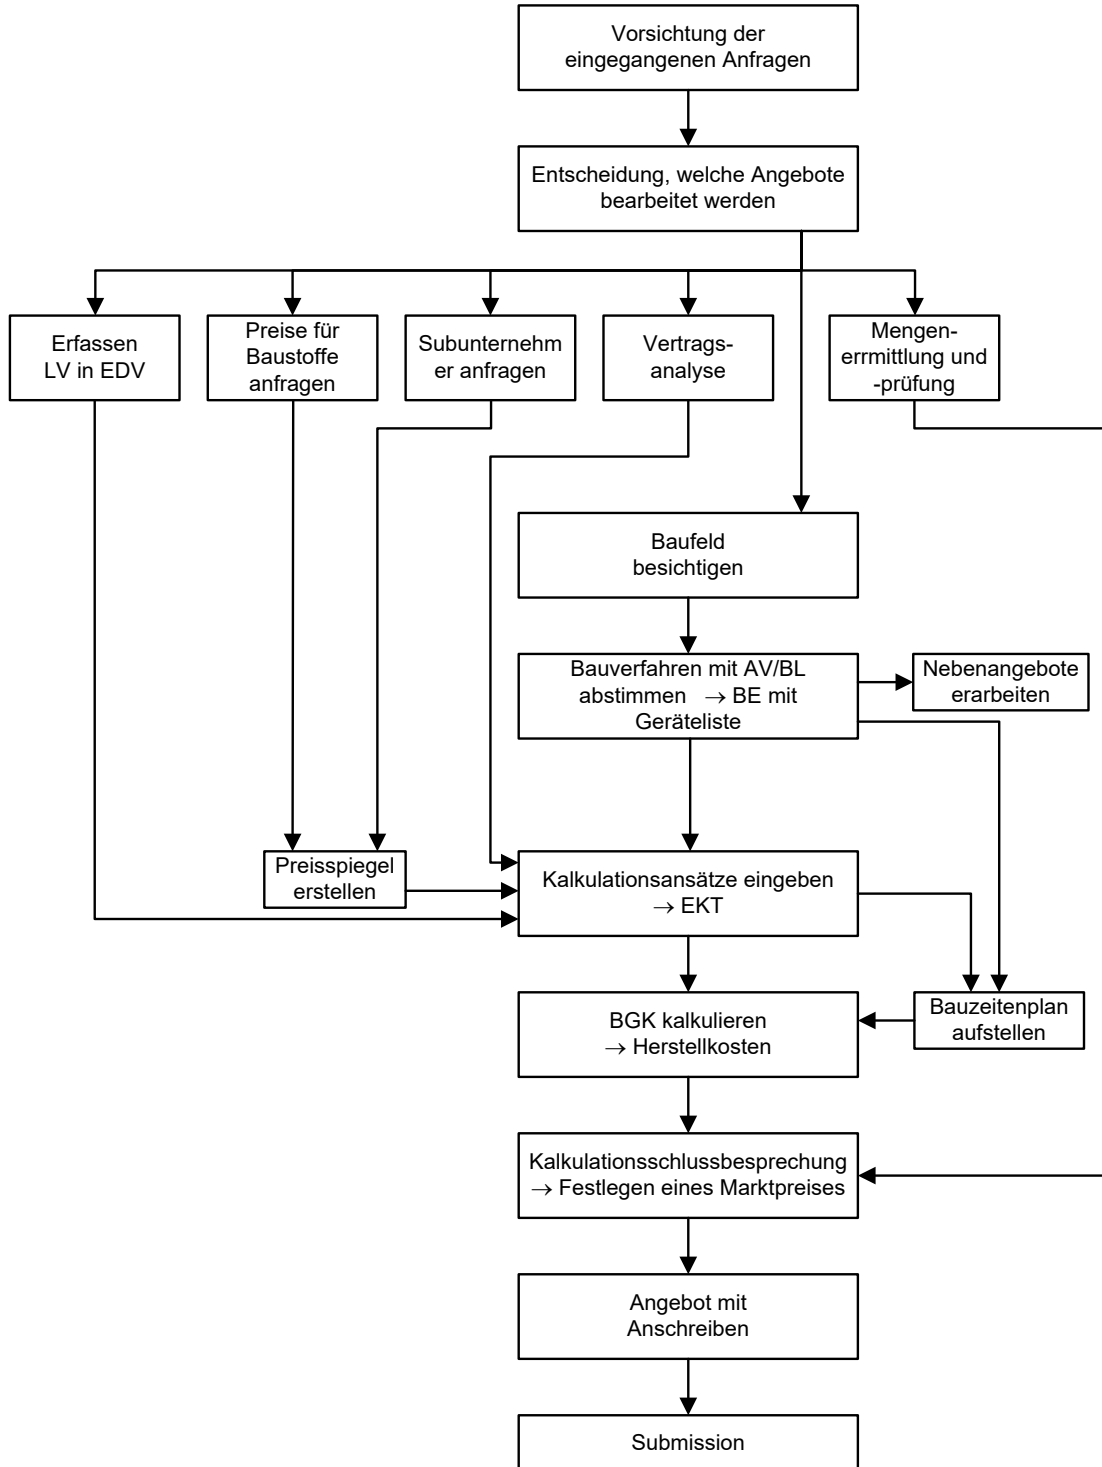 Vorsichtung der
eingegangenen Anfragen
Entscheidung, welche Angebote
bearbeitet werden
Erfassen
LV in EDV
Preise für
Baustoffe
anfragen
Subunternehm
er anfragen
Vertrags-
analyse
Mengen-
errmittlung und
-prüfung
Baufeld
besichtigen
Bauverfahren mit AV/BL
abstimmen → BE mit
Geräteliste
Nebenangebote
erarbeiten
Preisspiegel
erstellen
Kalkulationsansätze eingeben
→ EKT
BGK kalkulieren
→ Herstellkosten
Bauzeitenplan
aufstellen
Kalkulationsschlussbesprechung
→ Festlegen eines Marktpreises
Angebot mit
Anschreiben
Submission